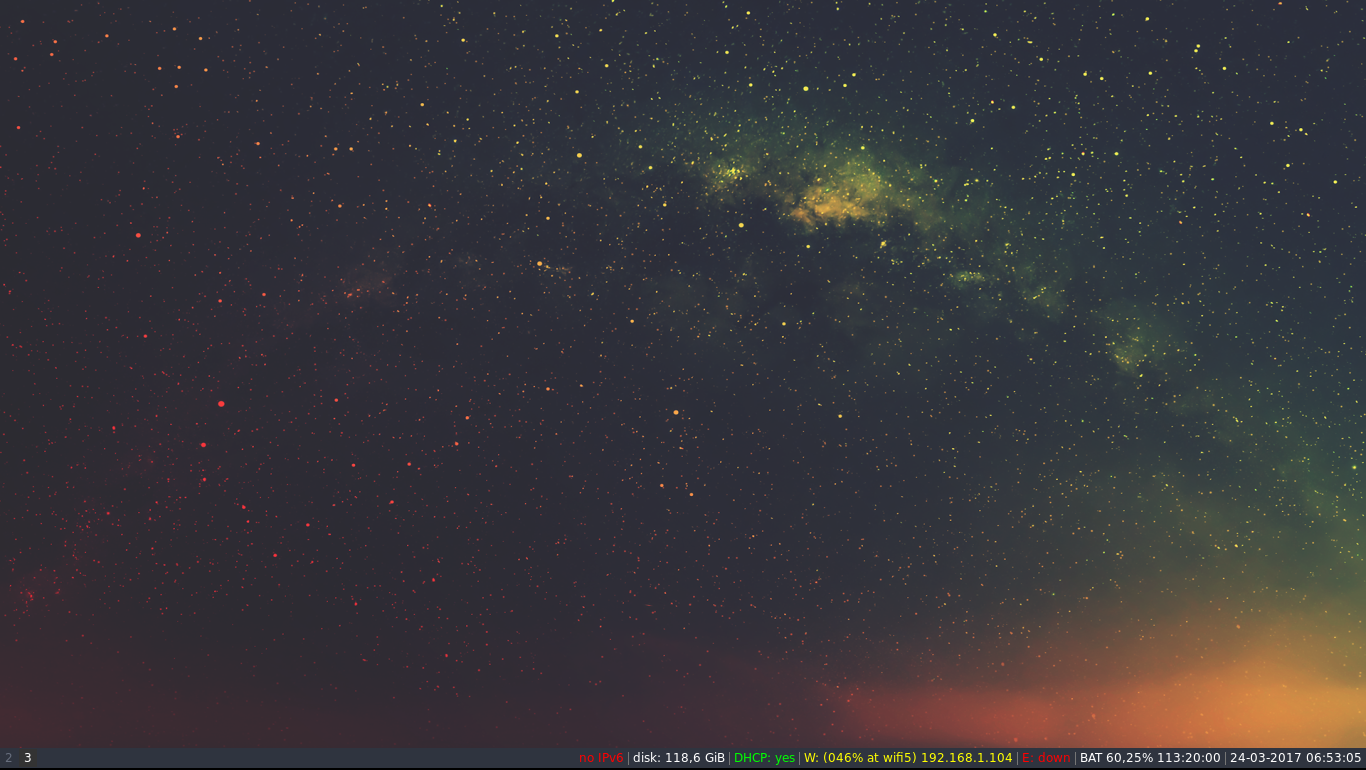 2 3 no IPv6 | disk: 118,6 GiB | DHCP: yes | W: (046% at wifi5) 192.168.1.104 | E: down | BAT 60,25% 113:20:00 | 24-03-2017 06:53:05